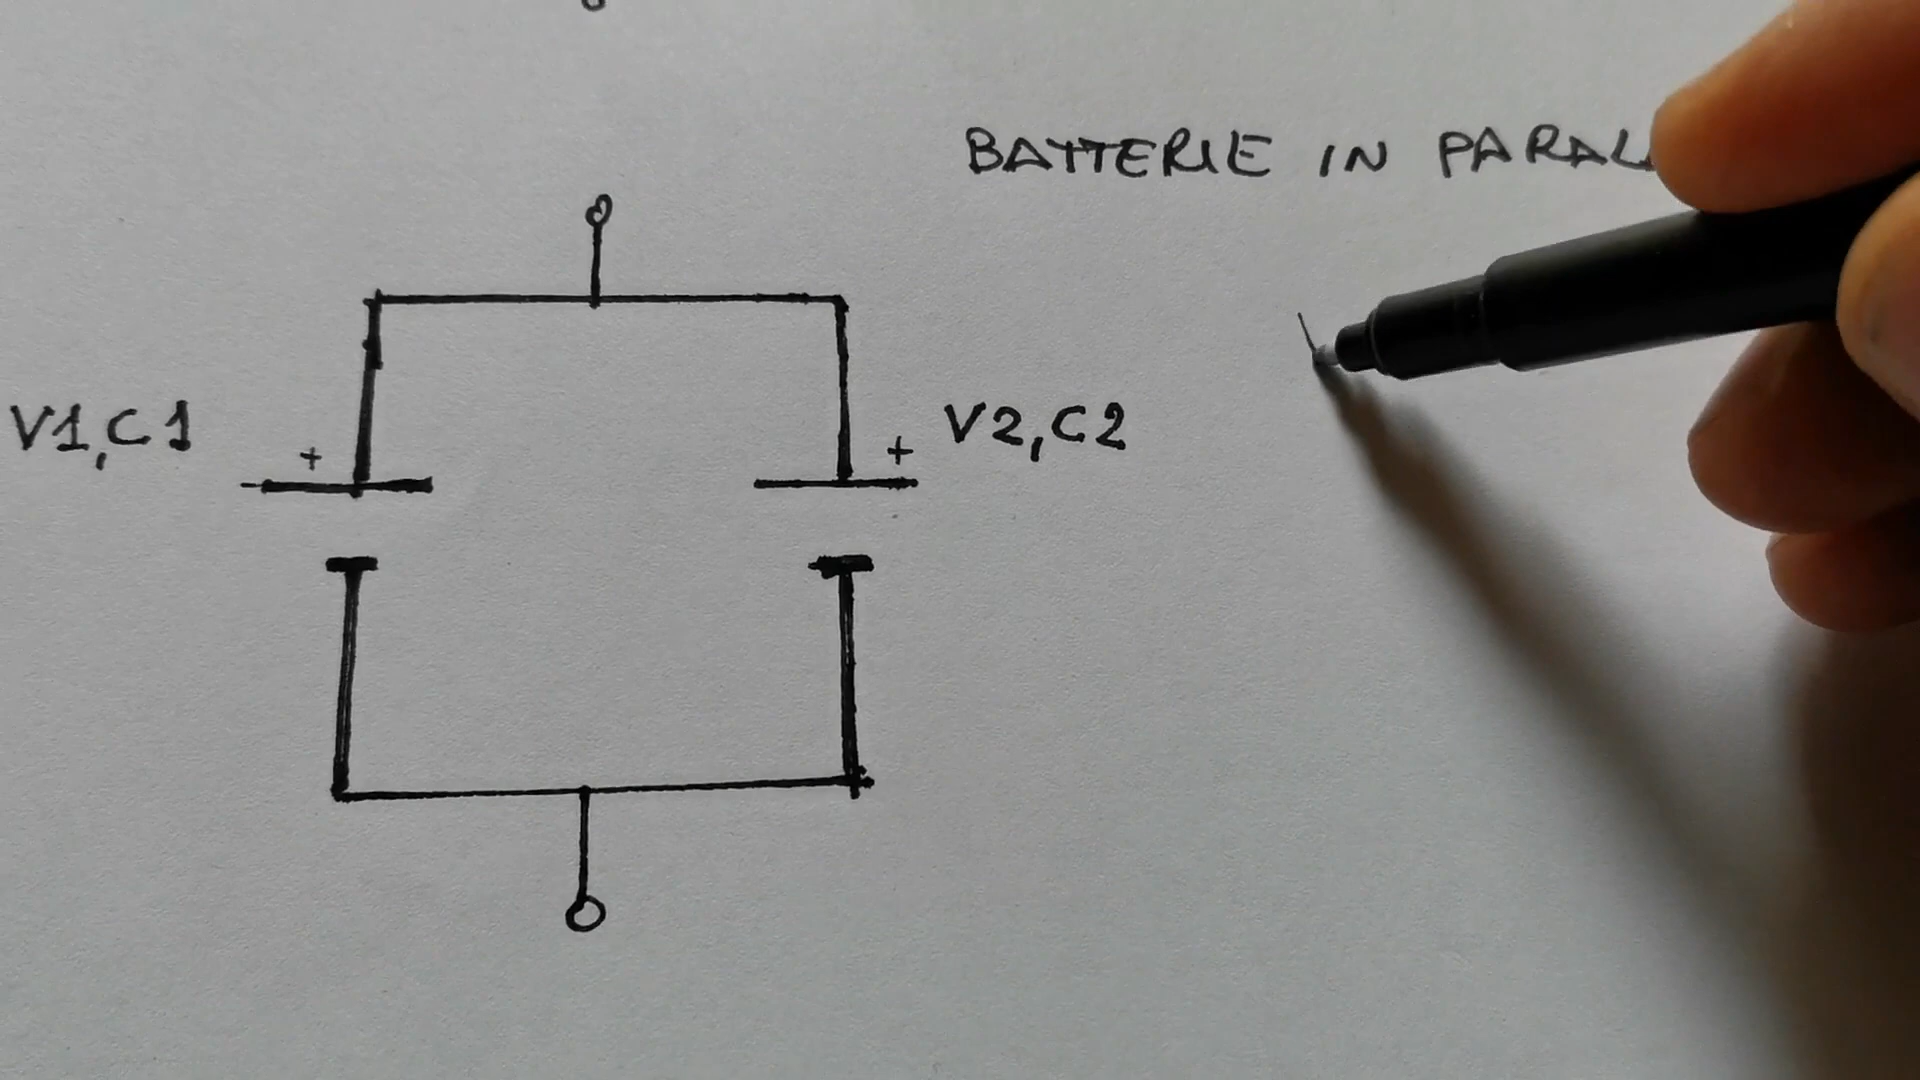 BATTERIE IN PARAL
V1,C1
+
+
V2,C2